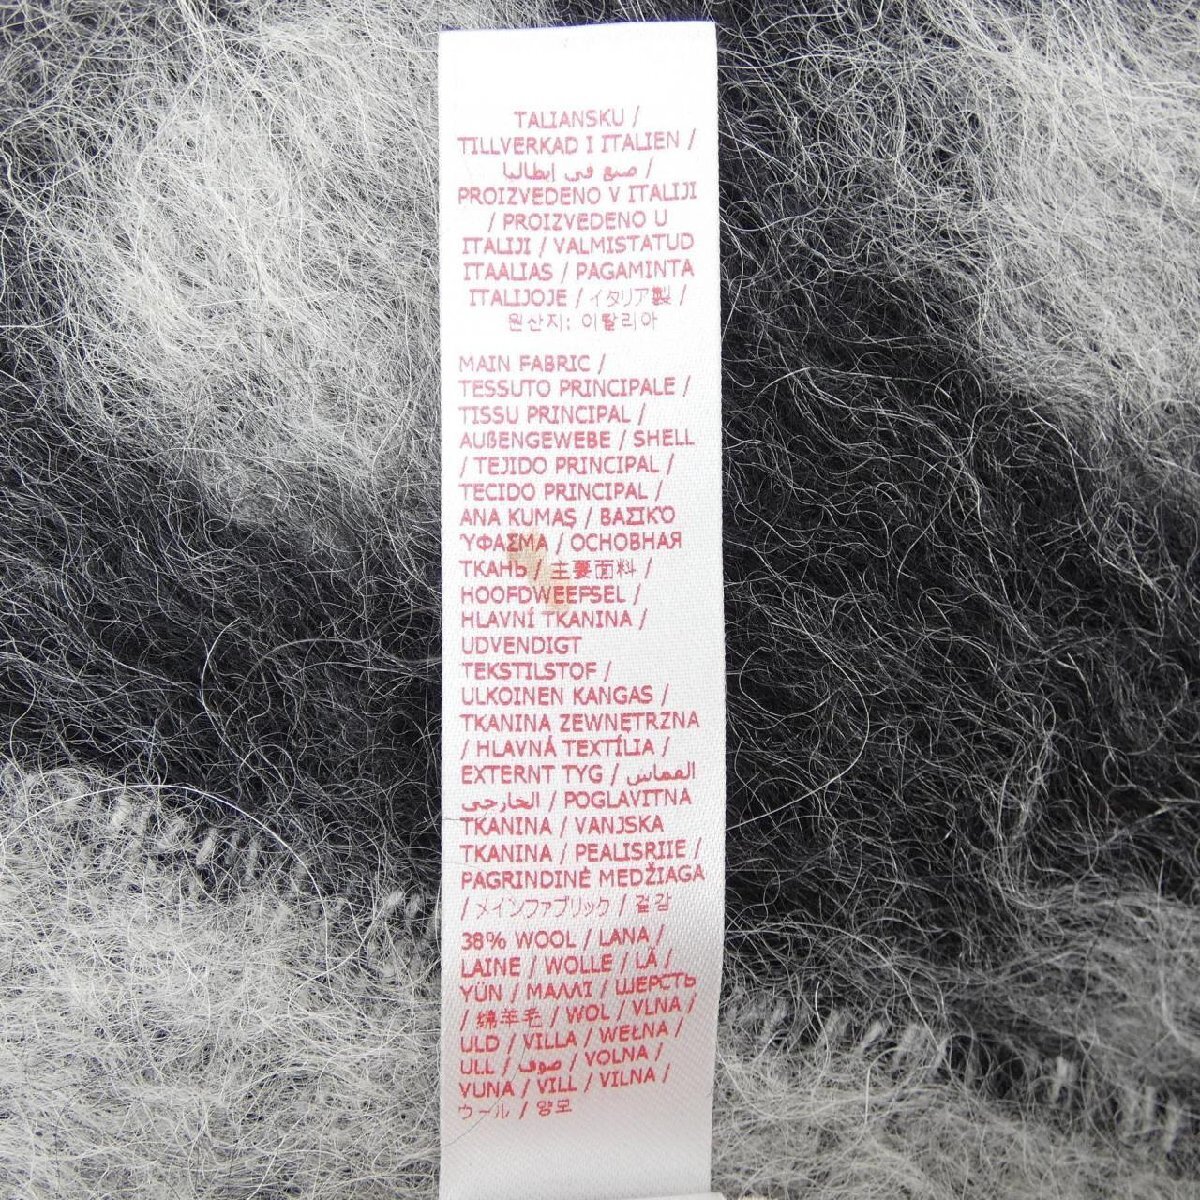 TALIANSKU /
TILLVERKAD I ITALIEN /
صنع في إيطاليا /
PROIZVEDENO V ITALIJI
/ PROIZVEDENO U
ITALIJI / VALMISTATUD
ITAALIAS / PAGAMINTA
ITALIJOJE / イタリア製 /
원산지: 이탈리아
MAIN FABRIC /
TESSUTO PRINCIPALE /
TISSU PRINCIPAL /
AUßENGEWEBE / SHELL
/ TEJIDO PRINCIPAL /
TECIDO PRINCIPAL /
ANA KUMAŞ / ΒΑΣΙΚΌ
ΥΦΑΣΜΑ / ОСНОВНАЯ
ТКАНЬ / 主要面料 /
HOOFDWEEFSEL /
HLAVNÍ TKANINA /
UDVENDIGT
TEKSTILSTOF /
ULKOINEN KANGAS /
TKANINA ZEWNĘTRZNA
/ HLAVNÁ TEXTÍLIA /
EXTERNT TYG / القماس
الخارجي / POGLAVITNA
TKANINA / VANJSKA
TKANINA / PEALISRIIE /
PAGRINDINĖ MEDŽIAGA
/ メインファブリック / 겉감
38% WOOL / LANA /
LAINE / WOLLE / LÃ /
YÜN / ΜΑΛΛΙ / ШЕРСТЬ
/ 绵羊毛 / WOL / VLNA /
ULD / VILLA / WEŁNA /
ULL / صوف / VOLNA /
VUNA / VILL / VILNA /
ウール / 양모